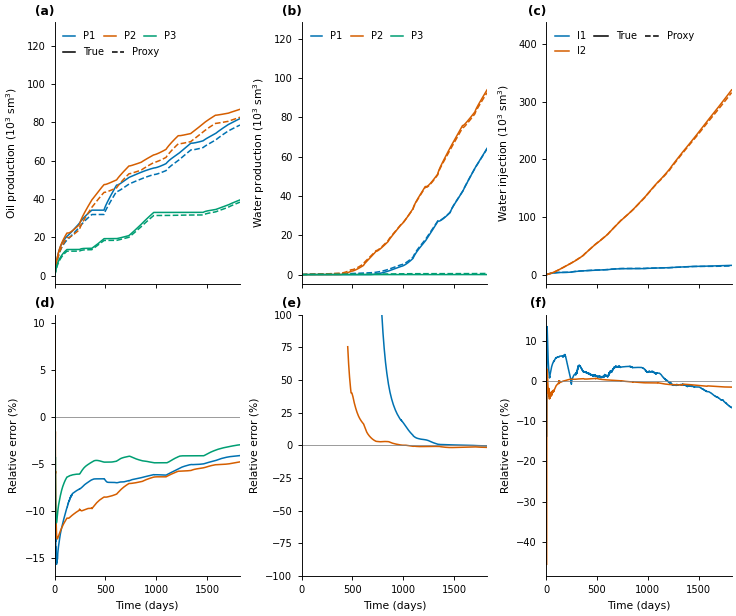 (a)
P1 P2 P3
True Proxy
Oil production (10³ sm³)
120
100
80
60
40
20
0
(b)
P1 P2 P3
Water production (10³ sm³)
120
100
80
60
40
20
0
(c)
I1 True Proxy
I2
Water injection (10³ sm³)
400
300
200
100
0
(d)
Relative error (%)
10
5
0
−5
−10
−15
0 500 1000 1500
Time (days)
(e)
Relative error (%)
100
75
50
25
0
−25
−50
−75
−100
0 500 1000 1500
Time (days)
(f)
Relative error (%)
10
0
−10
−20
−30
−40
0 500 1000 1500
Time (days)